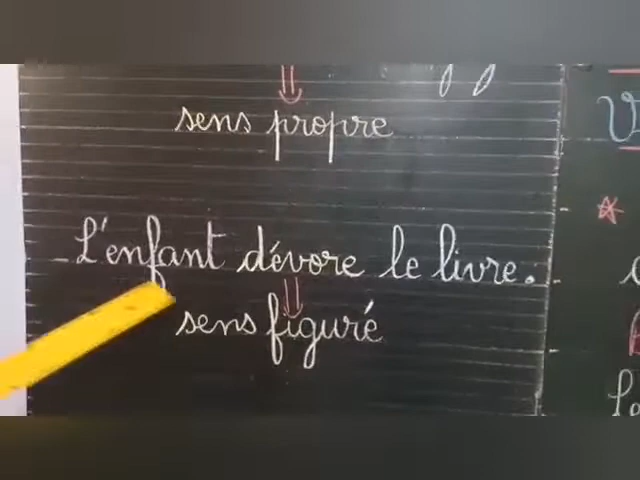 sens propre
- L'enfant dévore le livre.
sens figuré